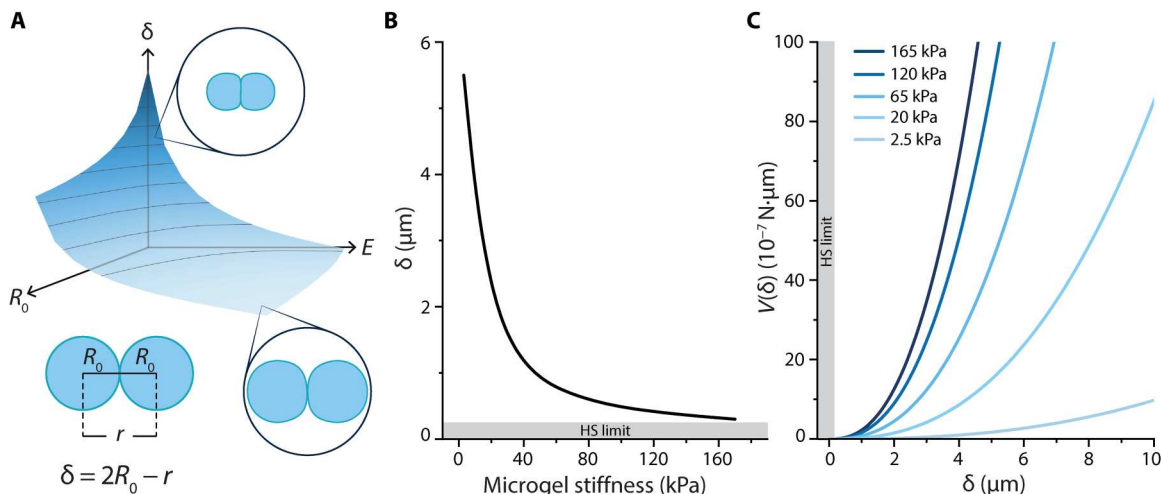 A
δ
E
R₀
R₀ R₀
r
δ = 2R₀ – r
B
δ (μm)
6
4
2
0
HS limit
0 40 80 120 160
Microgel stiffness (kPa)
C
V(δ) (10⁻⁷ N·μm)
100
80
60
40
20
0
HS limit
165 kPa
120 kPa
65 kPa
20 kPa
2.5 kPa
2 4 6 8 10
δ (μm)